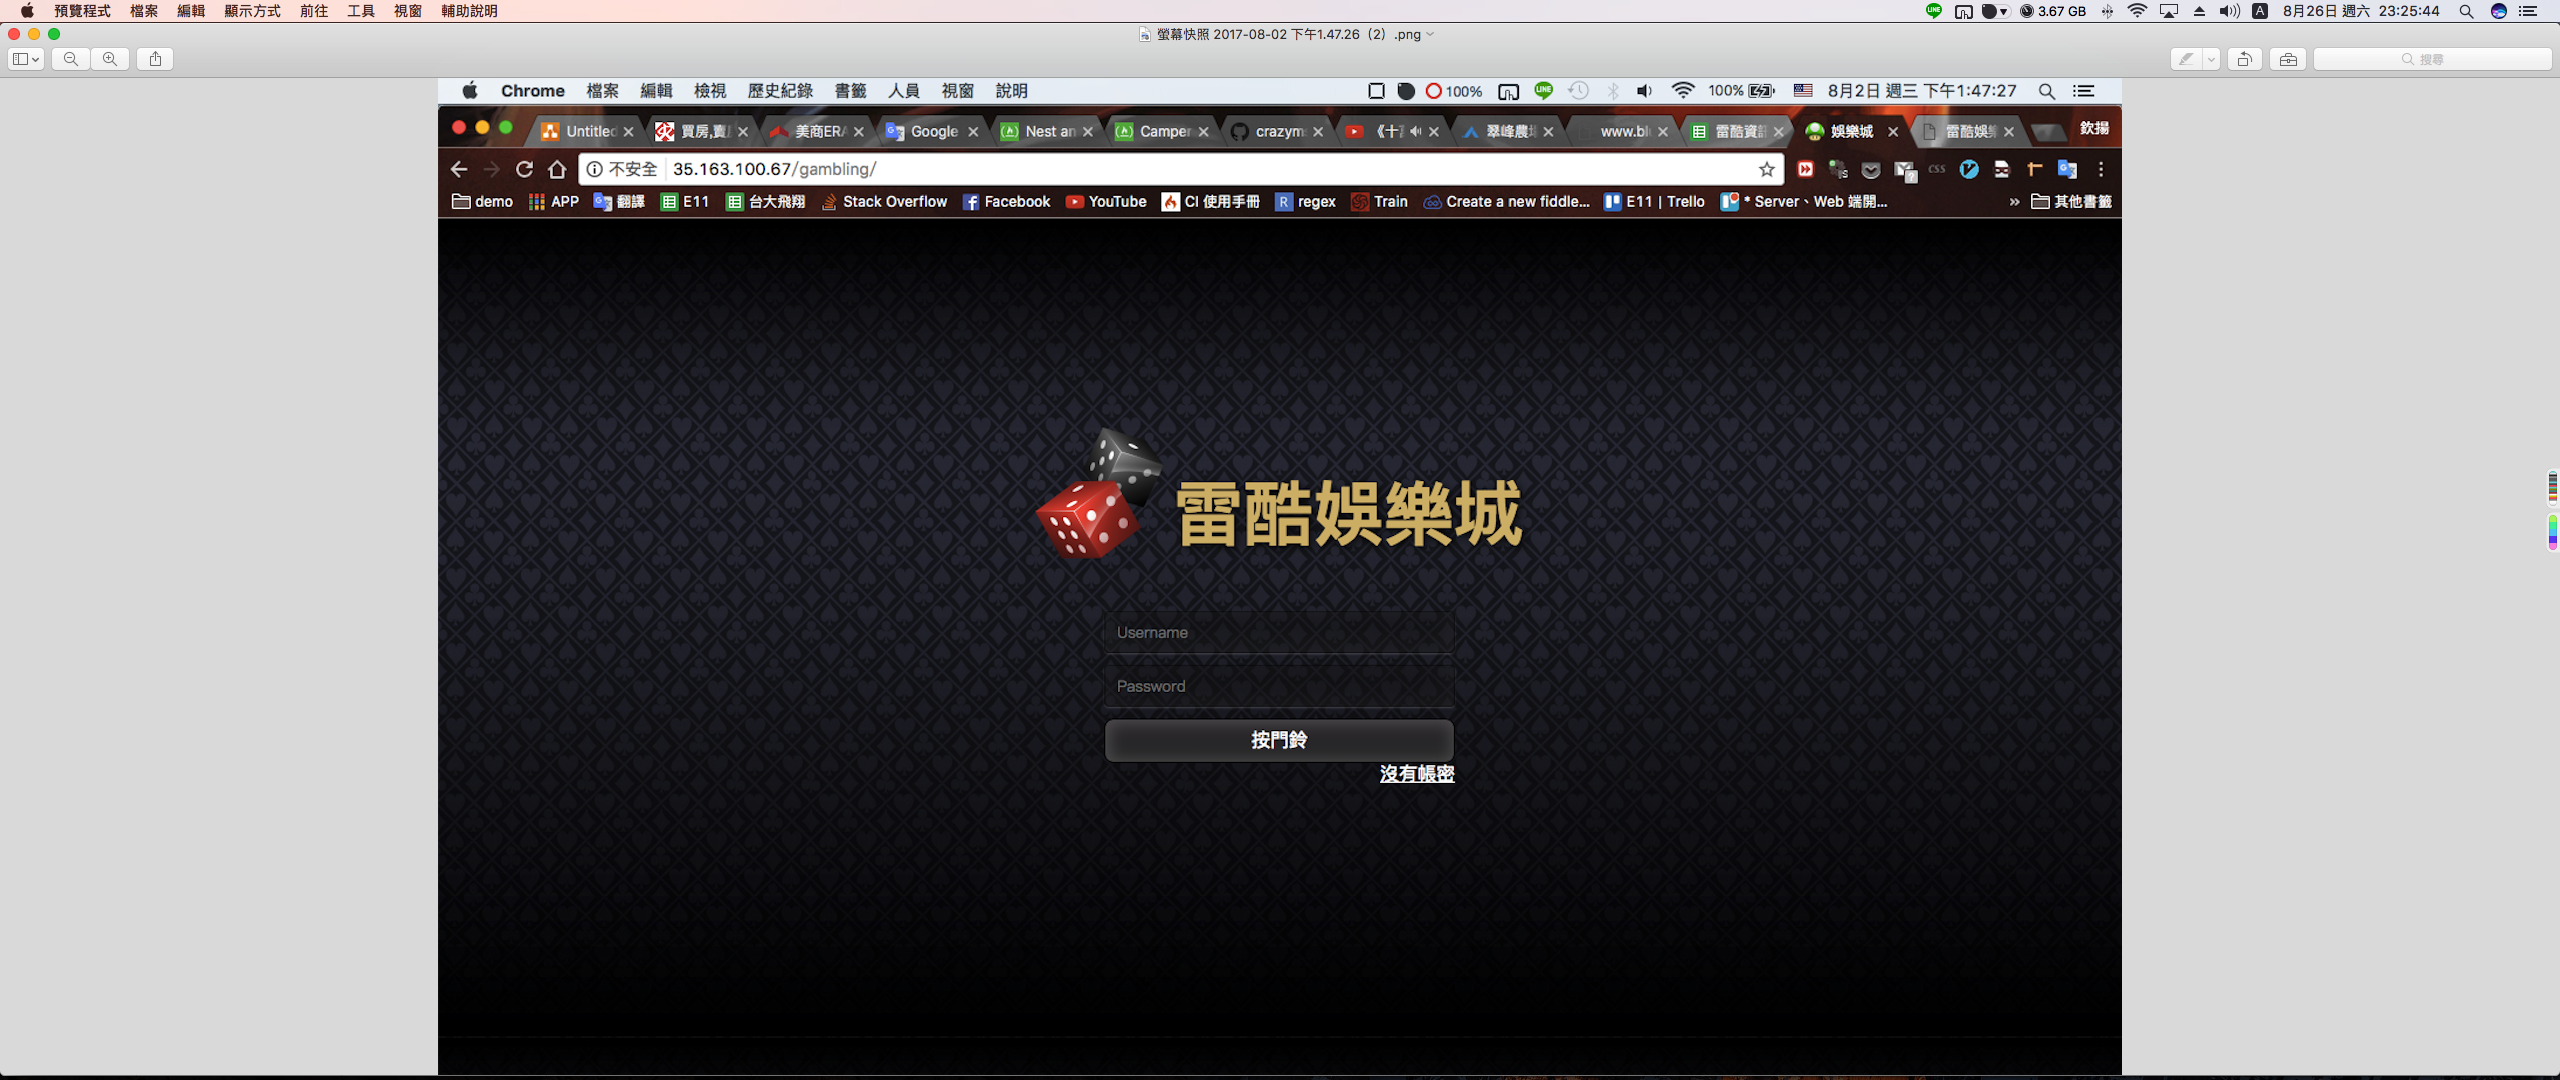 預覽程式 檔案 編輯 顯示方式 前往 工具 視窗 輔助說明 3.67 GB A 8月26日 週六 23:25:44
螢幕快照 2017-08-02 下午1.47.26（2）.png
搜尋
Chrome 檔案 編輯 檢視 歷史紀錄 書籤 人員 視窗 說明 100% LINE 100% 8月2日 週三 下午1:47:27
Untitled 買房,賣 美商ERA Google Nest an Camper crazym 《十 翠峰農 www.bl 雷酷資訊 娛樂城 雷酷娛樂 欽揚
不安全 35.163.100.67/gambling/ CSS
demo APP 翻譯 E11 台大飛翔 Stack Overflow Facebook YouTube CI 使用手冊 R regex Train Create a new fiddle... E11 | Trello * Server、Web 端開... » 其他書籤
雷酷娛樂城
Username
Password
按門鈴
沒有帳密